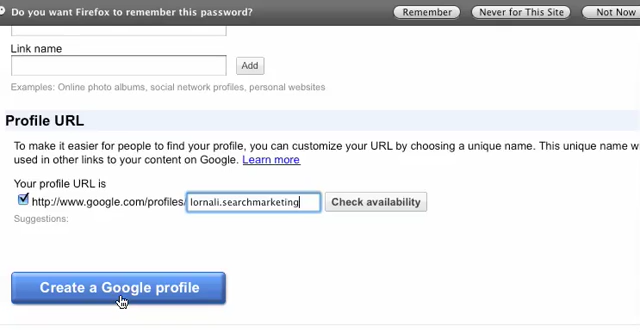 Do you want Firefox to remember this password? Remember Never for This Site Not Now
Link name
Add
Examples: Online photo albums, social network profiles, personal websites
Profile URL
To make it easier for people to find your profile, you can customize your URL by choosing a unique name. This unique name w
used in other links to your content on Google. Learn more
Your profile URL is
http://www.google.com/profiles/ lornali.searchmarketing Check availability
Suggestions:
Create a Google profile